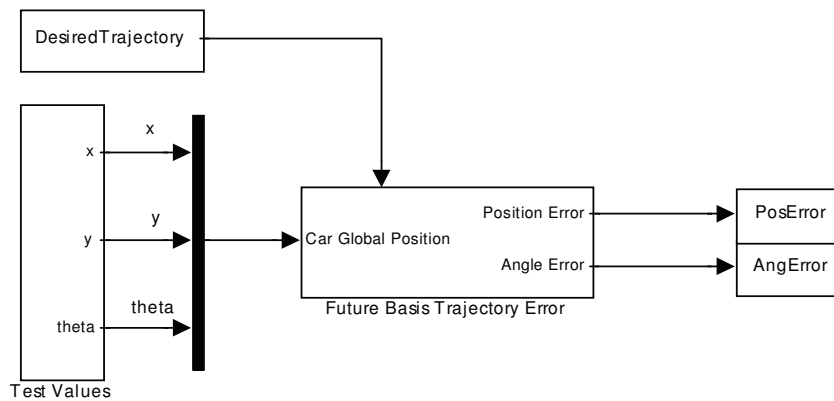 DesiredTrajectory
x
x
y
y
theta
theta
Test Values
Car Global Position
Position Error
Angle Error
Future Basis Trajectory Error
PosError
AngError